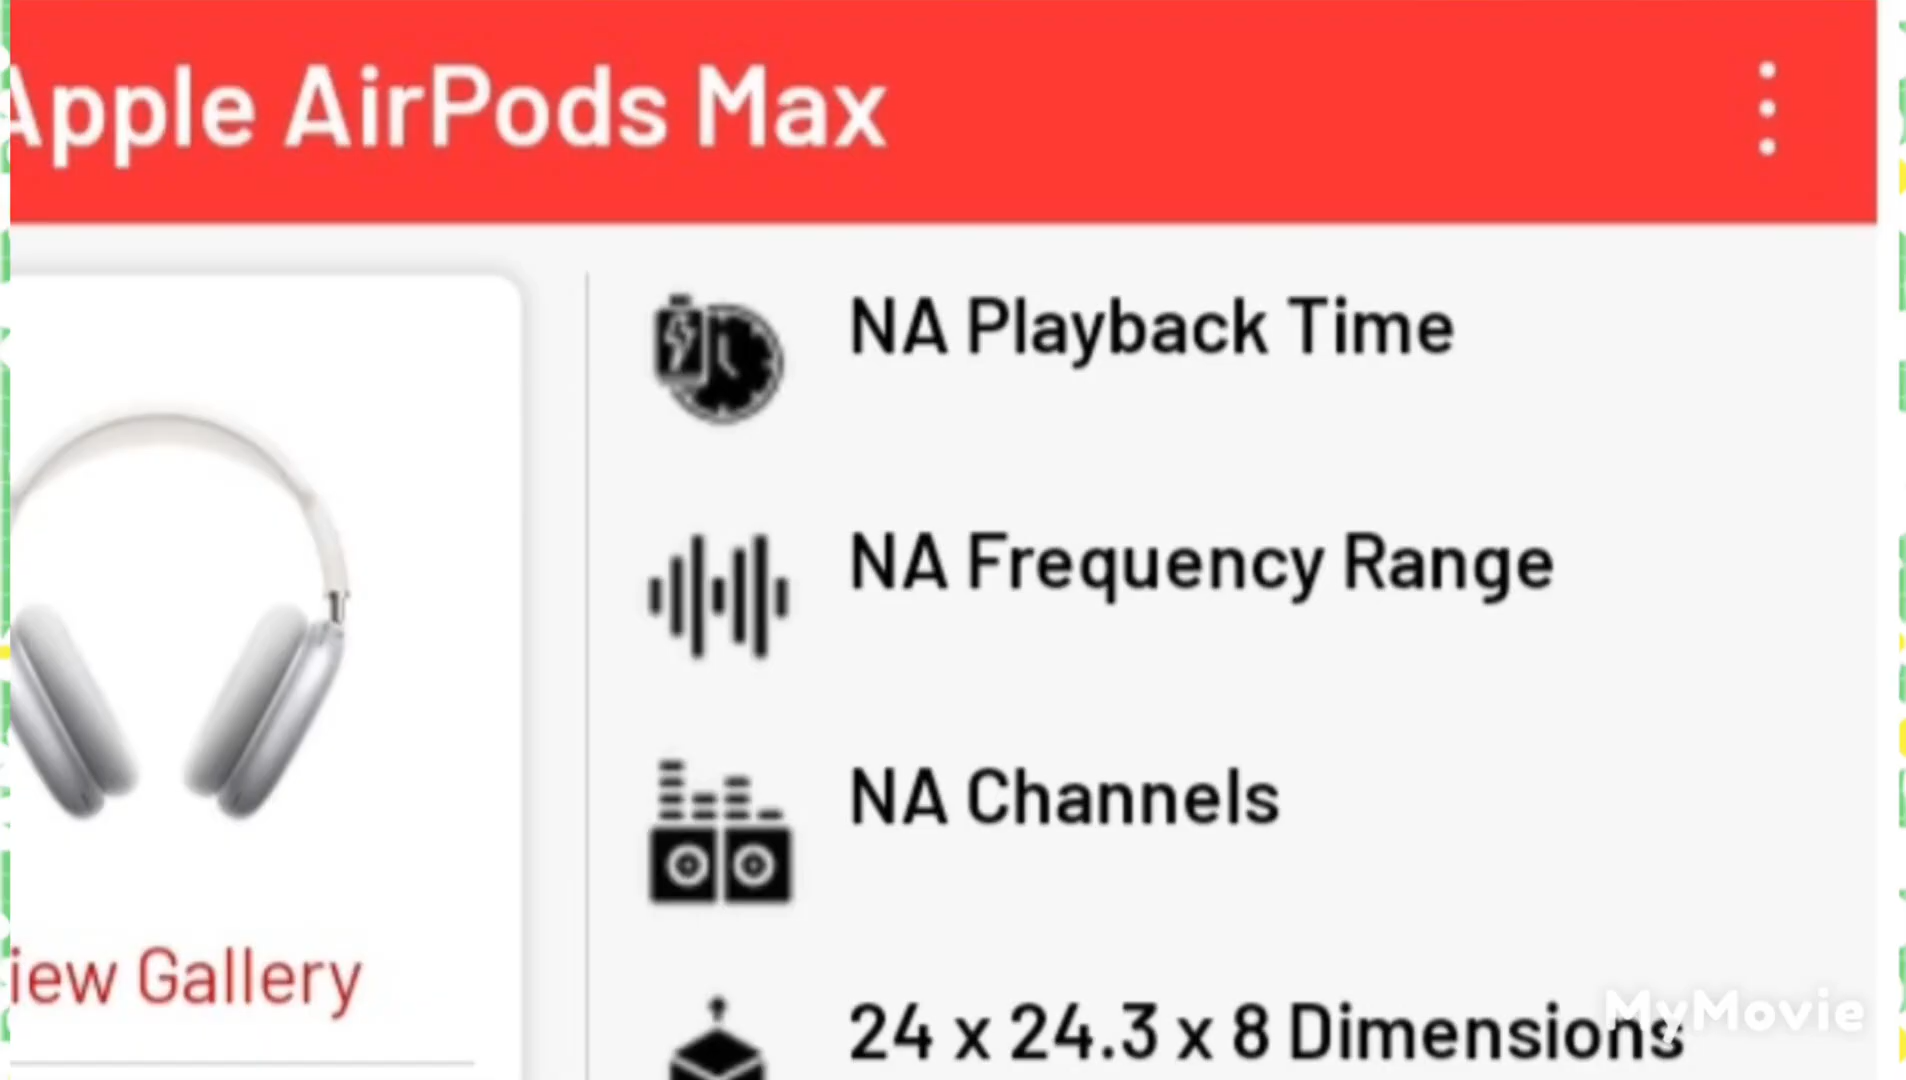 Apple AirPods Max
NA Playback Time
NA Frequency Range
NA Channels
iew Gallery
24 x 24.3 x 8 Dimensions
MyMovie